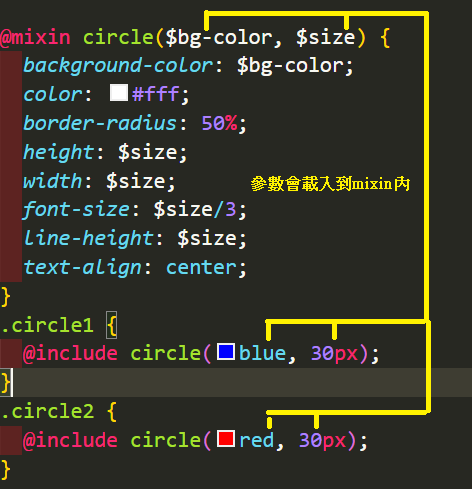 @mixin circle($bg-color, $size) {
background-color: $bg-color;
color: #fff;
border-radius: 50%;
height: $size;
width: $size;
參數會載入到mixin內
font-size: $size/3;
line-height: $size;
text-align: center;
}
.circle1 {
@include circle(blue, 30px);
}
.circle2 {
@include circle(red, 30px);
}